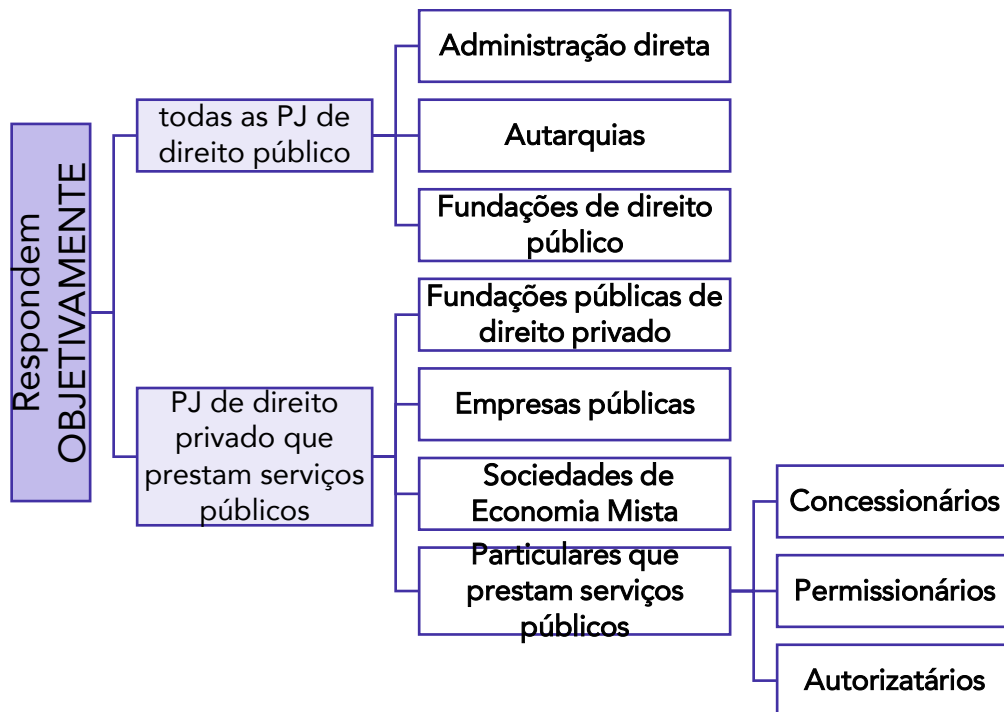 Respondem
OBJETIVAMENTE
todas as PJ de
direito público
Administração direta
Autarquias
Fundações de direito
público
PJ de direito
privado que
prestam serviços
públicos
Fundações públicas de
direito privado
Empresas públicas
Sociedades de
Economia Mista
Particulares que
prestam serviços
públicos
Concessionários
Permissionários
Autorizatários